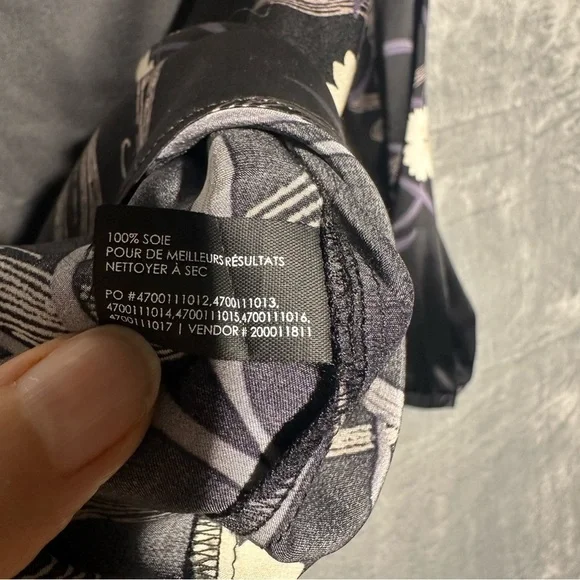 100% SOIE
POUR DE MEILLEURS RÉSULTATS
NETTOYER À SEC
PO #4700111012,4700111013,
4700111014,4700111015,4700111016,
4700111017 | VENDOR # 200011811